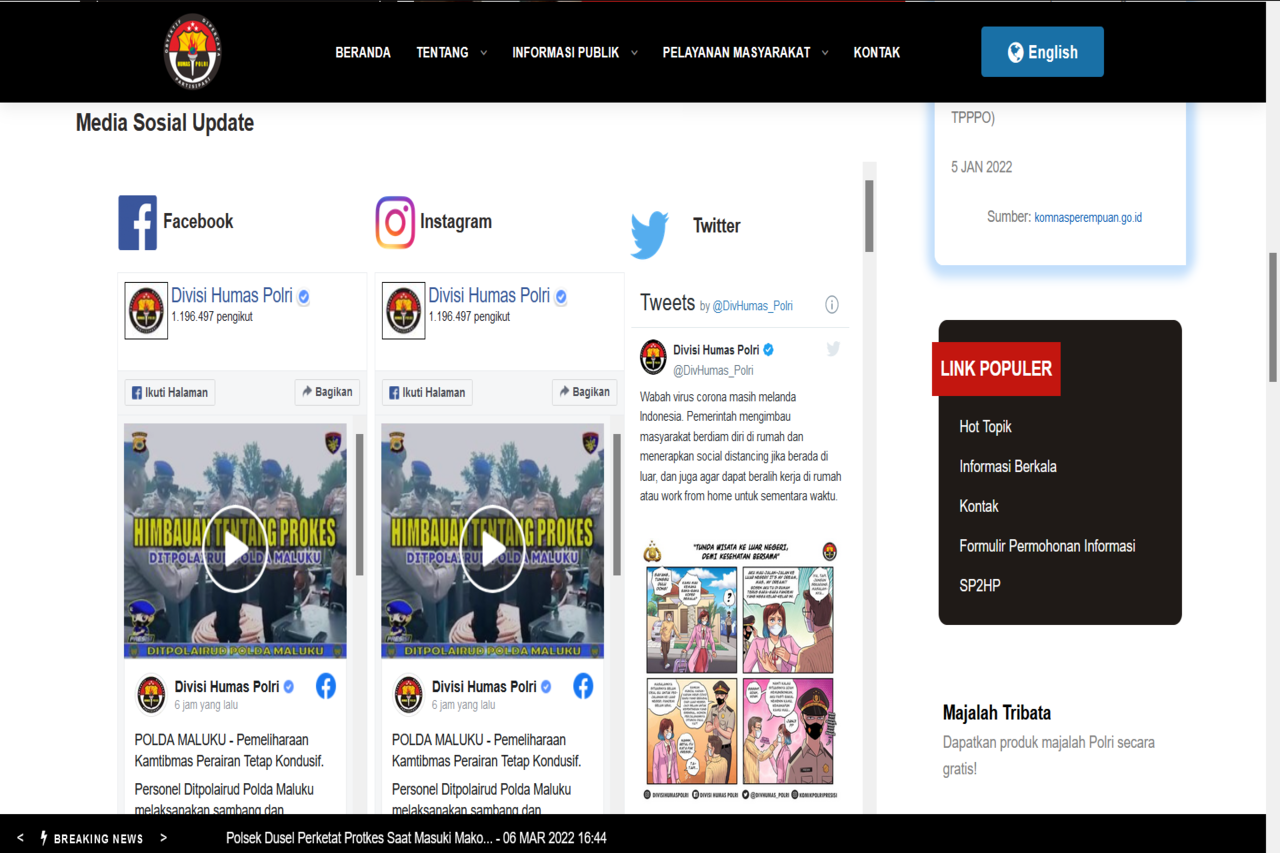 BERANDA TENTANG INFORMASI PUBLIK PELAYANAN MASYARAKAT KONTAK English
HUMAS POLRI
Media Sosial Update
Facebook
Instagram
Twitter
Divisi Humas Polri
1.196.497 pengikut
Ikuti Halaman Bagikan
HIMBAUAN TENTANG PROKES
DITPOLAIRUD POLDA MALUKU
DITPOLAIRUD POLDA MALUKU
Divisi Humas Polri
6 jam yang lalu
POLDA MALUKU - Pemeliharaan
Kamtibmas Perairan Tetap Kondusif.
Personel Ditpolairud Polda Maluku
melaksanakan sambang dan
Divisi Humas Polri
1.196.497 pengikut
Ikuti Halaman Bagikan
HIMBAUAN TENTANG PROKES
DITPOLAIRUD POLDA MALUKU
DITPOLAIRUD POLDA MALUKU
Divisi Humas Polri
6 jam yang lalu
POLDA MALUKU - Pemeliharaan
Kamtibmas Perairan Tetap Kondusif.
Personel Ditpolairud Polda Maluku
melaksanakan sambang dan
Tweets by @DivHumas_Polri
Divisi Humas Polri
@DivHumas_Polri
Wabah virus corona masih melanda
Indonesia. Pemerintah mengimbau
masyarakat berdiam diri di rumah dan
menerapkan social distancing jika berada di
luar, dan juga agar dapat beralih kerja di rumah
atau work from home untuk sementara waktu.
"TUNDA WISATA KE LUAR NEGERI,
DEMI KESEHATAN BERSAMA"
@DIVISIHUMASPOLRI DIVISI HUMAS POLRI @DIVHUMAS_POLRI @KOMIKPOLRIPRESISI
TPPPO)
5 JAN 2022
Sumber: komnasperempuan.go.id
LINK POPULER
Hot Topik
Informasi Berkala
Kontak
Formulir Permohonan Informasi
SP2HP
Majalah Tribata
Dapatkan produk majalah Polri secara
gratis!
< BREAKING NEWS > Polsek Dusel Perketat Protkes Saat Masuki Mako... - 06 MAR 2022 16:44